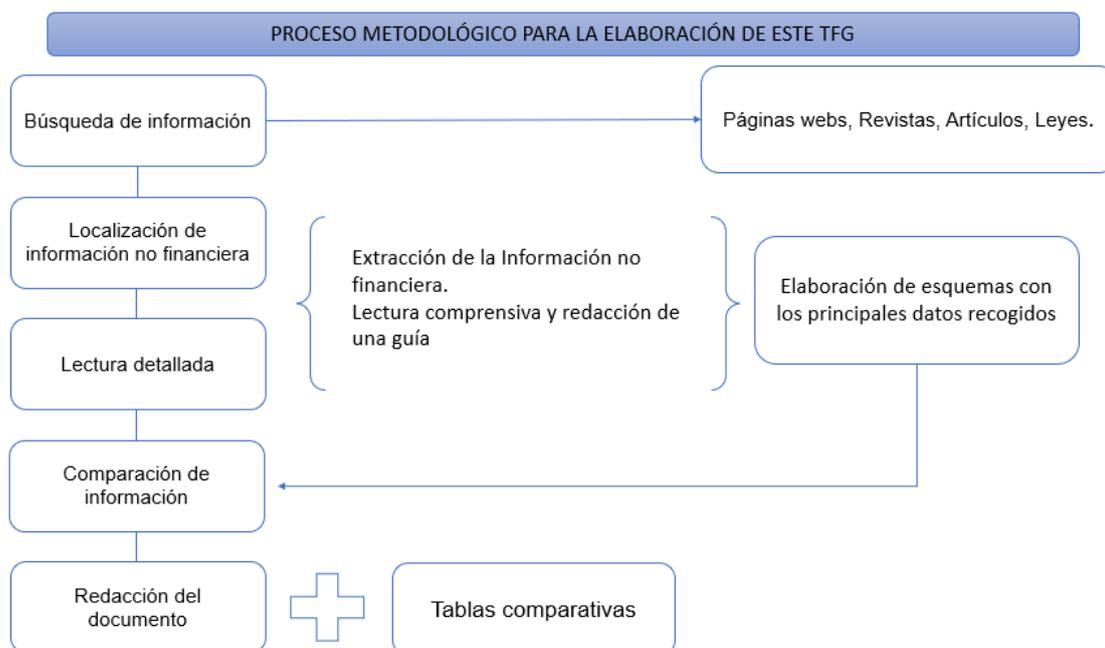 PROCESO METODOLÓGICO PARA LA ELABORACIÓN DE ESTE TFG
Búsqueda de información
Páginas webs, Revistas, Artículos, Leyes.
Localización de
información no financiera
Extracción de la Información no
financiera.
Lectura comprensiva y redacción de
una guía
Elaboración de esquemas con
los principales datos recogidos
Lectura detallada
Comparación de
información
Redacción del
documento
Tablas comparativas